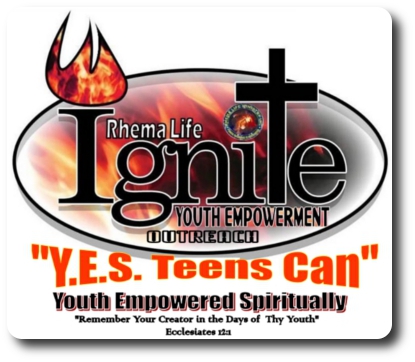 Rhema Life
Ignite
YOUTH EMPOWERMENT
OUTREACH
"Y.E.S. Teens Can"
Youth Empowered Spiritually
"Remember Your Creator in the Days of Thy Youth"
Ecclesiates 12:1